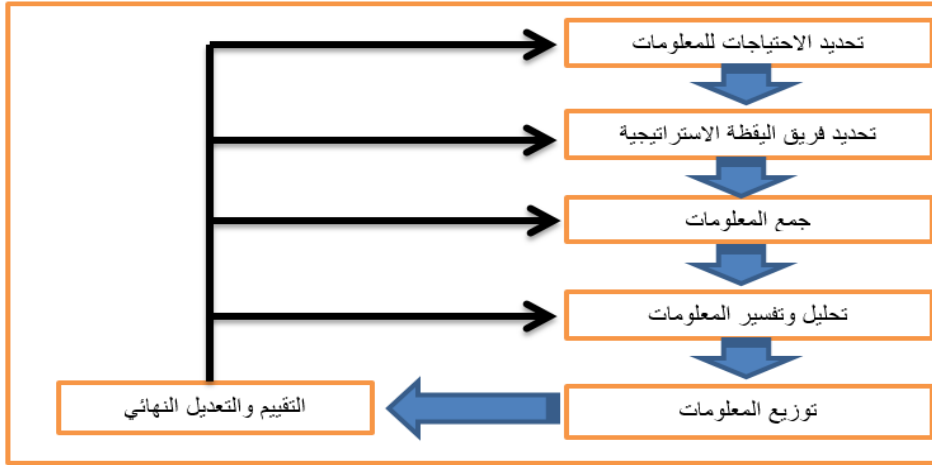 تحديد الاحتياجات للمعلومات
تحديد فريق اليقظة الاستراتيجية
جمع المعلومات
تحليل وتفسير المعلومات
توزيع المعلومات
التقييم والتعديل النهائي